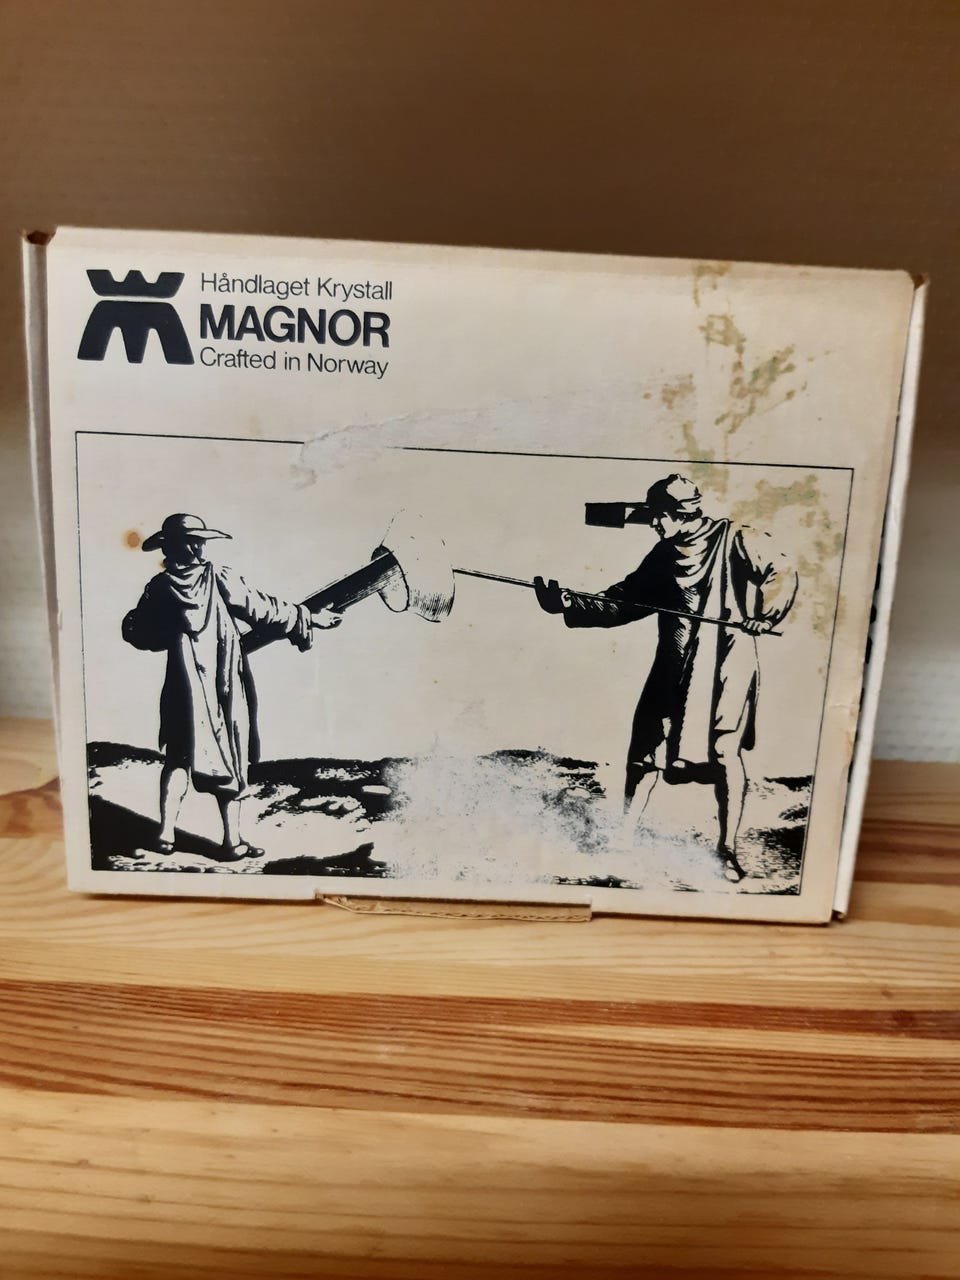 Håndlaget Krystall
MAGNOR
Crafted in Norway